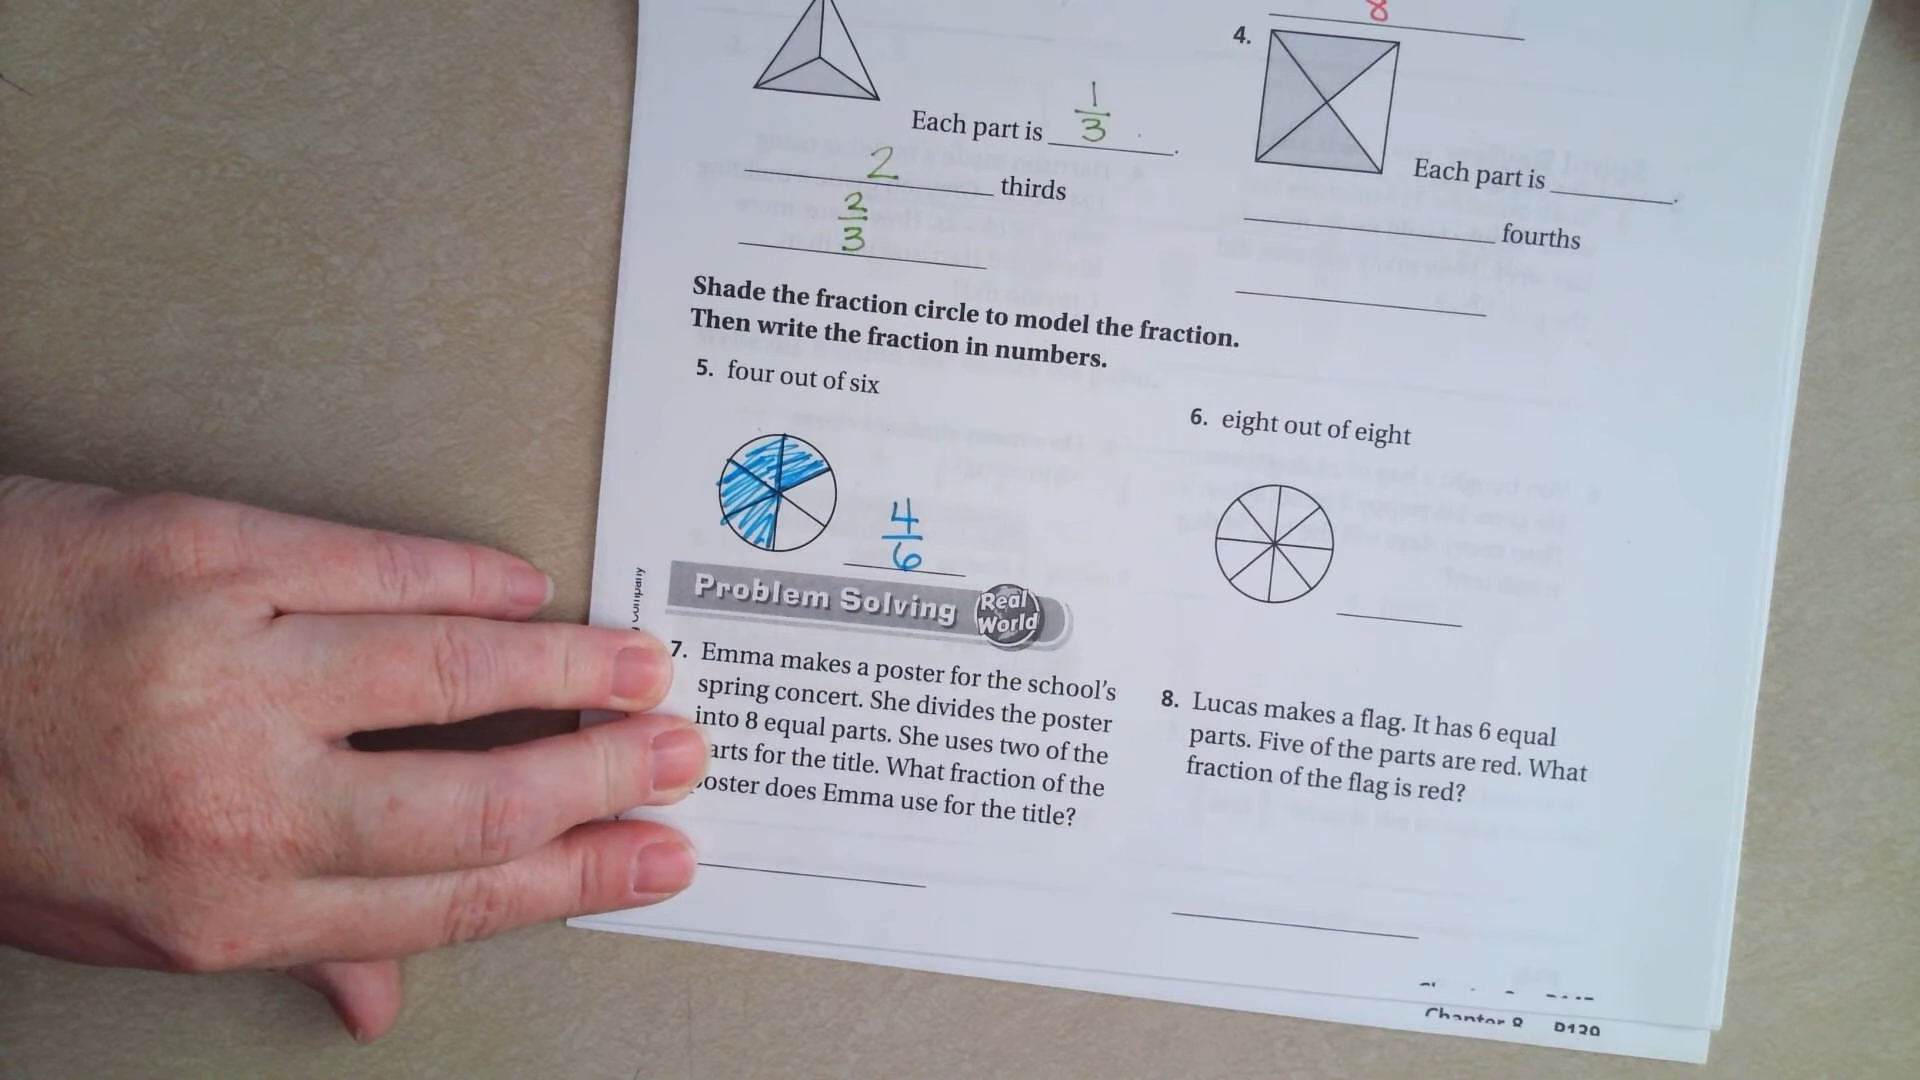 8
4.
Each part is 1/3.
2 thirds
2/3
Each part is ______.
______ fourths
Shade the fraction circle to model the fraction.
Then write the fraction in numbers.
5. four out of six
4/6
6. eight out of eight
Problem Solving Real World
7. Emma makes a poster for the school's
spring concert. She divides the poster
into 8 equal parts. She uses two of the
arts for the title. What fraction of the
oster does Emma use for the title?
8. Lucas makes a flag. It has 6 equal
parts. Five of the parts are red. What
fraction of the flag is red?